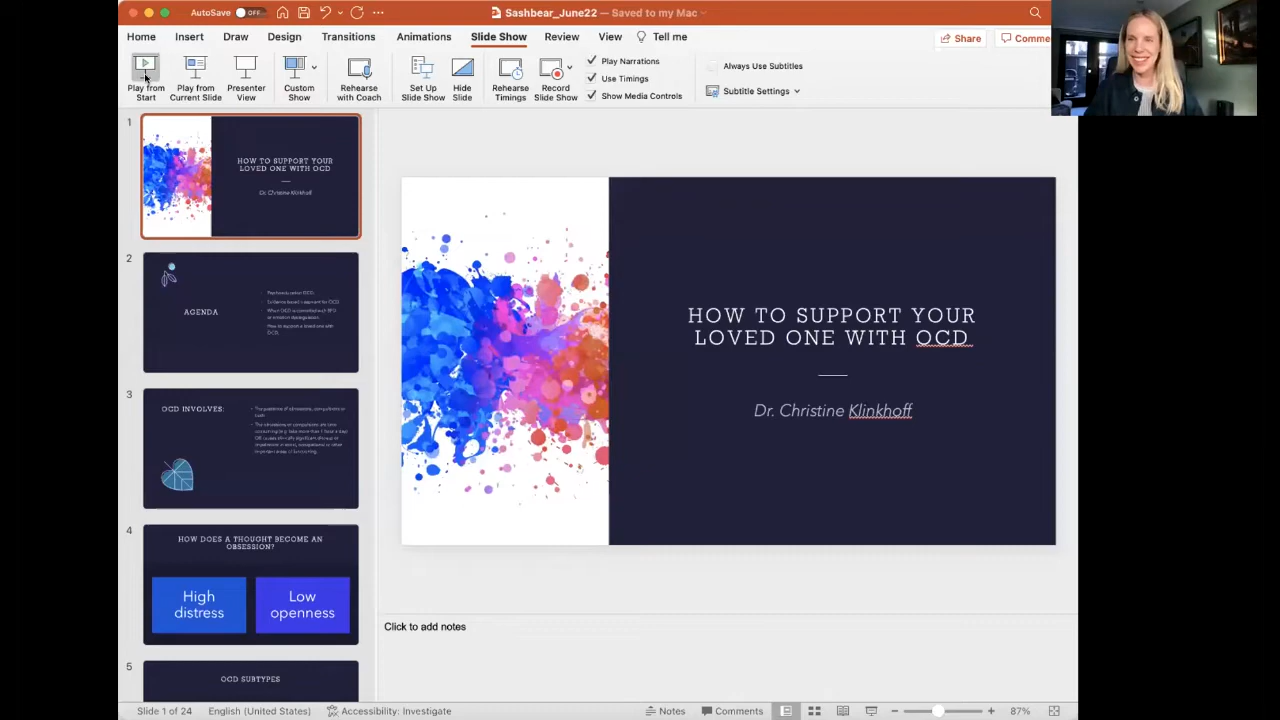 AutoSave OFF
Sashbear_June22 — Saved to my Mac
Home Insert Draw Design Transitions Animations Slide Show Review View Tell me
Share Comme
Play from Start
Play from Current Slide
Presenter View
Custom Show
Rehearse with Coach
Set Up Slide Show
Hide Slide
Rehearse Timings
Record Slide Show
Play Narrations
Use Timings
Show Media Controls
Always Use Subtitles
Subtitle Settings
1
HOW TO SUPPORT YOUR
LOVED ONE WITH OCD
Dr. Christine Klinkhoff
2
AGENDA
3
OCD INVOLVES:
4
HOW DOES A THOUGHT BECOME AN
OBSESSION?
High
distress
Low
openness
5
OCD SUBTYPES
HOW TO SUPPORT YOUR
LOVED ONE WITH OCD
Dr. Christine Klinkhoff
Click to add notes
Slide 1 of 24 English (United States) Accessibility: Investigate Notes Comments 87%